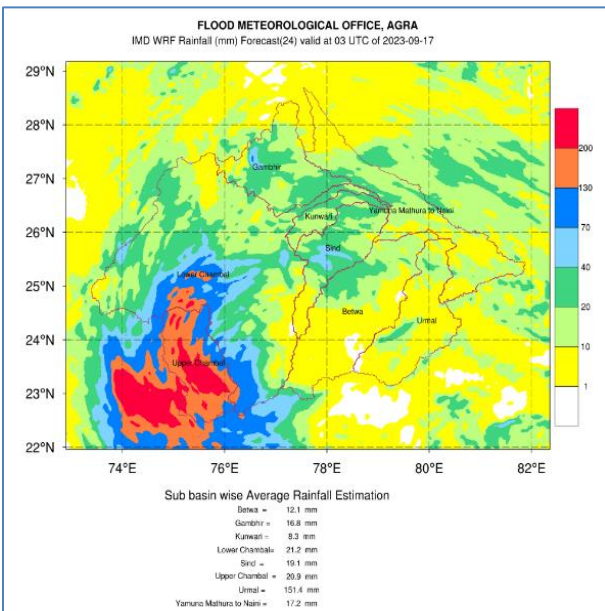 FLOOD METEOROLOGICAL OFFICE, AGRA
IMD WRF Rainfall (mm) Forecast(24) valid at 03 UTC of 2023-09-17
29°N
28°N
27°N
26°N
25°N
24°N
23°N
22°N
74°E 76°E 78°E 80°E 82°E
Gambhir
Kunwari
Yamuna Mathura to Naini
Sind
Lower Chambal
Betwa
Urmal
Upper Chambal
200
130
70
40
20
10
1
Sub basin wise Average Rainfall Estimation
Betwa = 12.1 mm
Gambhir = 16.8 mm
Kunwari = 8.3 mm
Lower Chambal= 21.2 mm
Sind = 19.1 mm
Upper Chambal = 20.9 mm
Urmal = 151.4 mm
Yamuna Mathura to Naini = 17.2 mm